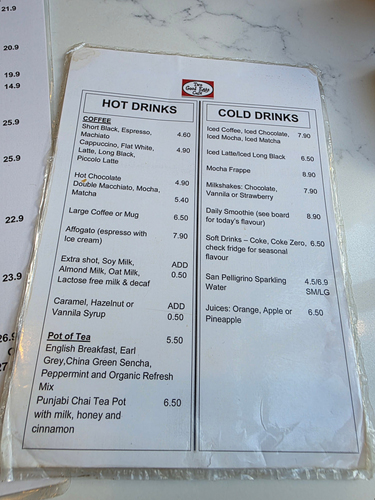 21.9
20.9
19.9
14.9
25.9
25.9
22.9
23.9
Two
Good Eggs
Cafe
HOT DRINKS
COFFEE
Short Black, Espresso,
Machiato 4.60
Cappuccino, Flat White, 4.90
Latte, Long Black,
Piccolo Latte
Hot Chocolate 4.90
Double Macchiato, Mocha,
Matcha 5.40
Large Coffee or Mug 6.50
Affogato (espresso with 7.90
Ice cream)
Extra shot, Soy Milk, ADD
Almond Milk, Oat Milk, 0.50
Lactose free milk & decaf
Caramel, Hazelnut or ADD
Vannila Syrup 0.50
Pot of Tea 5.50
English Breakfast, Earl
Grey,China Green Sencha,
Peppermint and Organic Refresh
Mix
Punjabi Chai Tea Pot 6.50
with milk, honey and
cinnamon
COLD DRINKS
Iced Coffee, Iced Chocolate, 7.90
Iced Mocha, Iced Matcha
Iced Latte/Iced Long Black 6.50
Mocha Frappe 8.90
Milkshakes: Chocolate, 7.90
Vannila or Strawberry
Daily Smoothie (see board 8.90
for today's flavour)
Soft Drinks – Coke, Coke Zero, 6.50
check fridge for seasonal
flavour
San Pelligrino Sparkling 4.5/6.9
Water SM/LG
Juices: Orange, Apple or 6.50
Pineapple